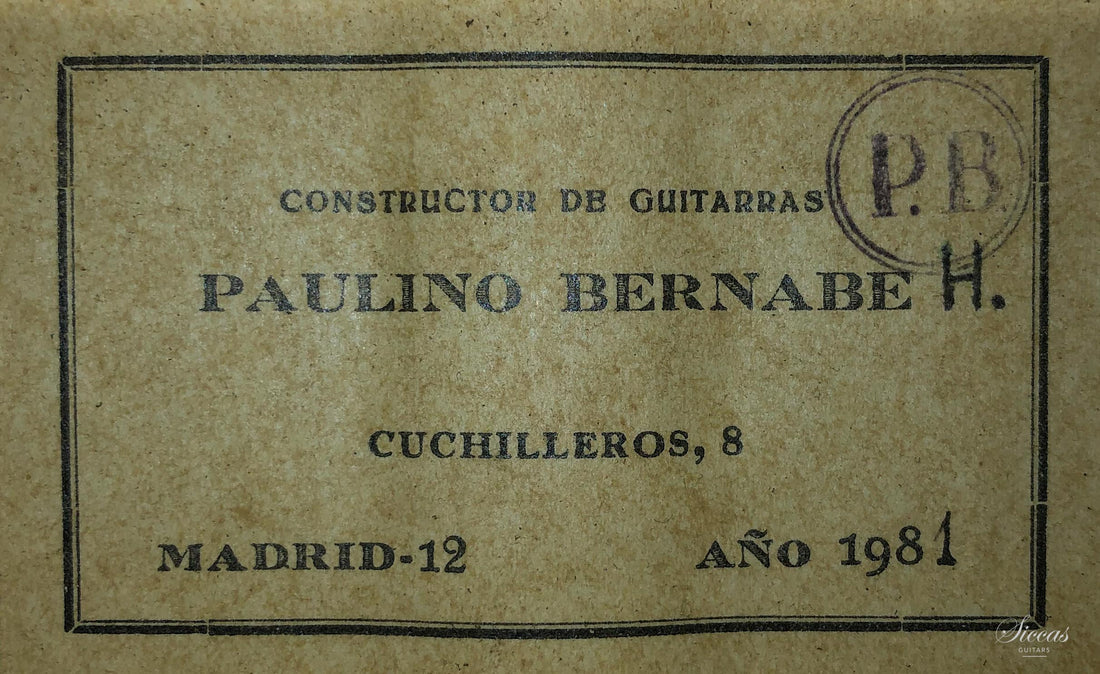 P.B.
CONSTRUCTOR DE GUITARRAS
PAULINO BERNABE H.
CUCHILLEROS, 8
MADRID-12 AÑO 1981
Siccas
GUITARS